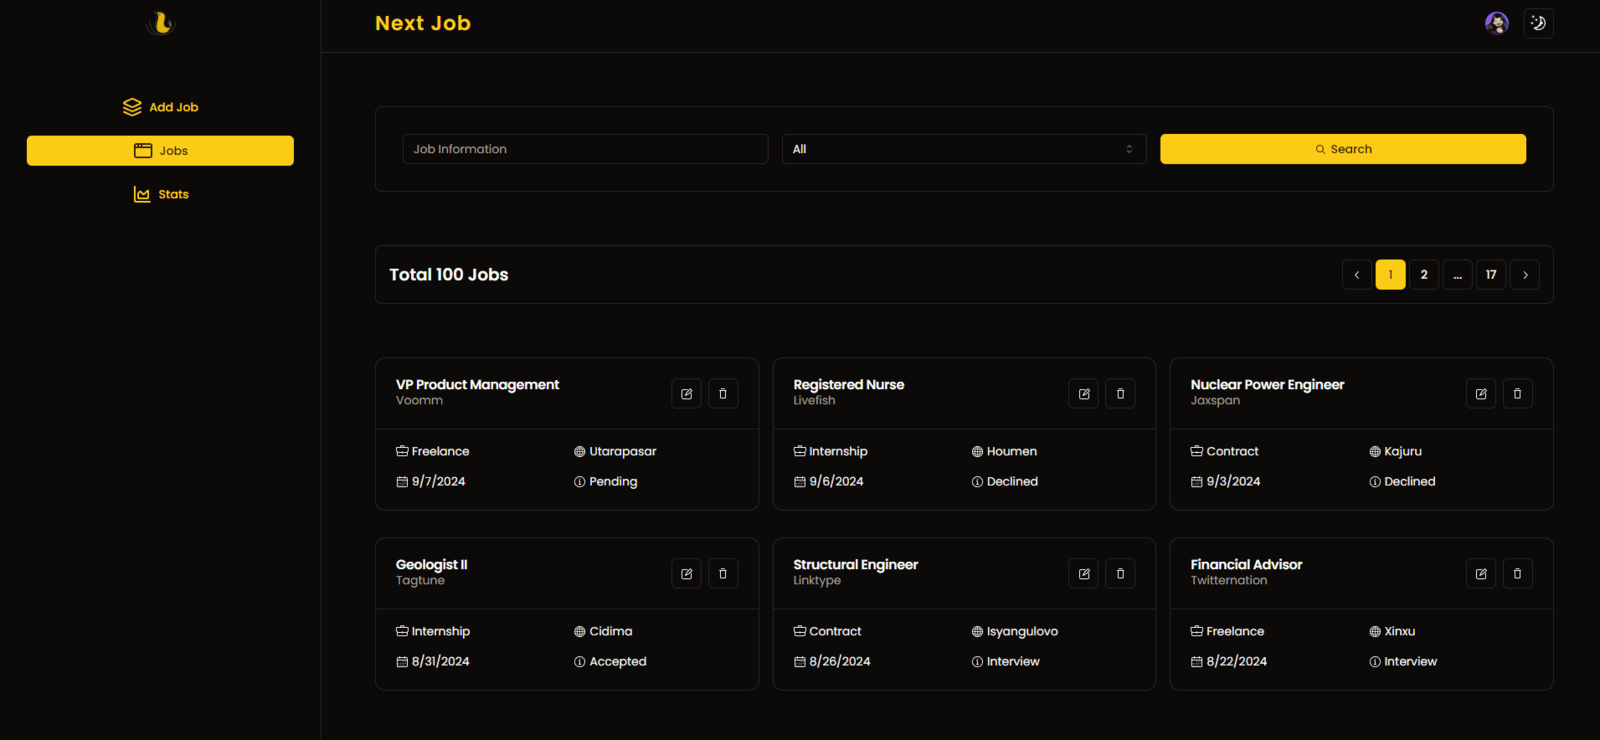 Next Job
Add Job
Jobs
Stats
Job Information
All
Search
Total 100 Jobs
1 2 ... 17
VP Product Management
Voomm
Freelance
Utarapasar
9/7/2024
Pending
Registered Nurse
Livefish
Internship
Houmen
9/6/2024
Declined
Nuclear Power Engineer
Jaxspan
Contract
Kajuru
9/3/2024
Declined
Geologist II
Tagtune
Internship
Cidima
8/31/2024
Accepted
Structural Engineer
Linktype
Contract
Isyangulovo
8/26/2024
Interview
Financial Advisor
Twitternation
Freelance
Xinxu
8/22/2024
Interview